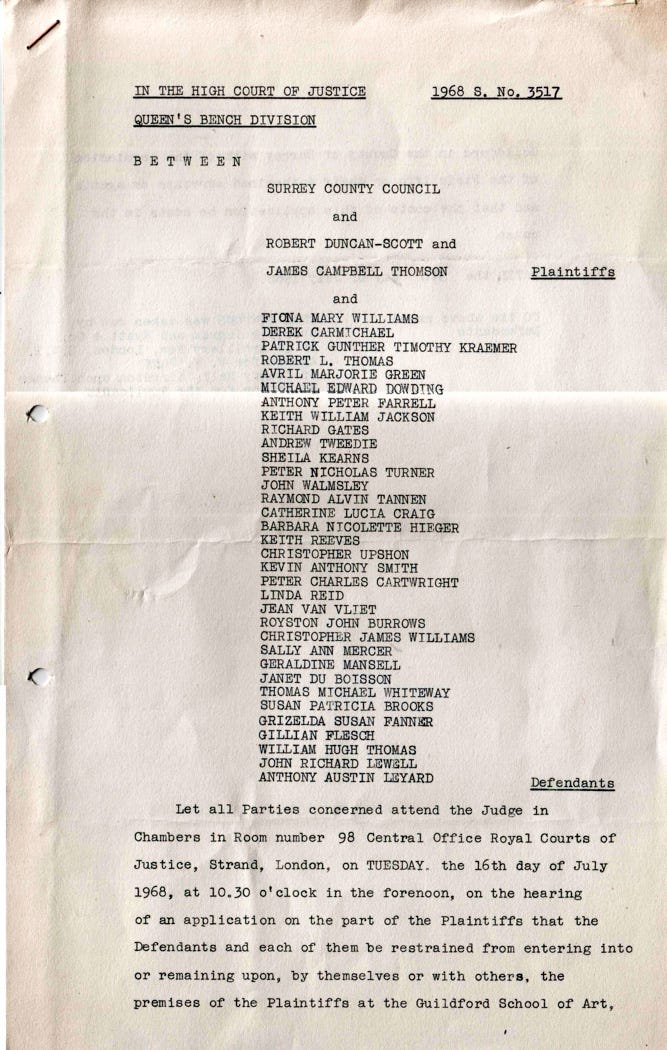 IN THE HIGH COURT OF JUSTICE 1968 S. No. 3517
QUEEN'S BENCH DIVISION
B E T W E E N
SURREY COUNTY COUNCIL
and
ROBERT DUNCAN-SCOTT and
JAMES CAMPBELL THOMSON Plaintiffs
and
FIONA MARY WILLIAMS
DEREK CARMICHAEL
PATRICK GUNTHER TIMOTHY KRAEMER
ROBERT L. THOMAS
AVRIL MARJORIE GREEN
MICHAEL EDWARD DOWDING
ANTHONY PETER FARRELL
KEITH WILLIAM JACKSON
RICHARD GATES
ANDREW TWEEDIE
SHEILA KEARNS
PETER NICHOLAS TURNER
JOHN WALMSLEY
RAYMOND ALVIN TANNEN
CATHERINE LUCIA CRAIG
BARBARA NICOLETTE HIEGER
KEITH REEVES
CHRISTOPHER UPSHON
KEVIN ANTHONY SMITH
PETER CHARLES CARTWRIGHT
LINDA REID
JEAN VAN VLIET
ROYSTON JOHN BURROWS
CHRISTOPHER JAMES WILLIAMS
SALLY ANN MERCER
GERALDINE MANSELL
JANET DU BOISSON
THOMAS MICHAEL WHITEWAY
SUSAN PATRICIA BROOKS
GRIZELDA SUSAN FANNER
GILLIAN FLESCH
WILLIAM HUGH THOMAS
JOHN RICHARD LEWELL
ANTHONY AUSTIN LEYARD Defendants
Let all Parties concerned attend the Judge in
Chambers in Room number 98 Central Office Royal Courts of
Justice, Strand, London, on TUESDAY. the 16th day of July
1968, at 10.30 o'clock in the forenoon, on the hearing
of an application on the part of the Plaintiffs that the
Defendants and each of them be restrained from entering into
or remaining upon, by themselves or with others, the
premises of the Plaintiffs at the Guildford School of Art,